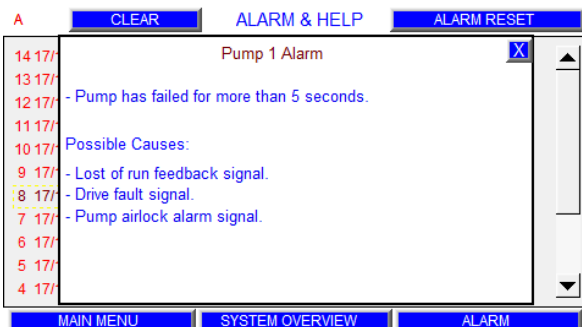 A CLEAR ALARM & HELP ALARM RESET
Pump 1 Alarm X
14 17/
13 17/
12 17/
- Pump has failed for more than 5 seconds.
11 17/
10 17/
Possible Causes:
9 17/
- Lost of run feedback signal.
8 17/
- Drive fault signal.
7 17/
- Pump airlock alarm signal.
6 17/
5 17/
4 17/
MAIN MENU SYSTEM OVERVIEW ALARM